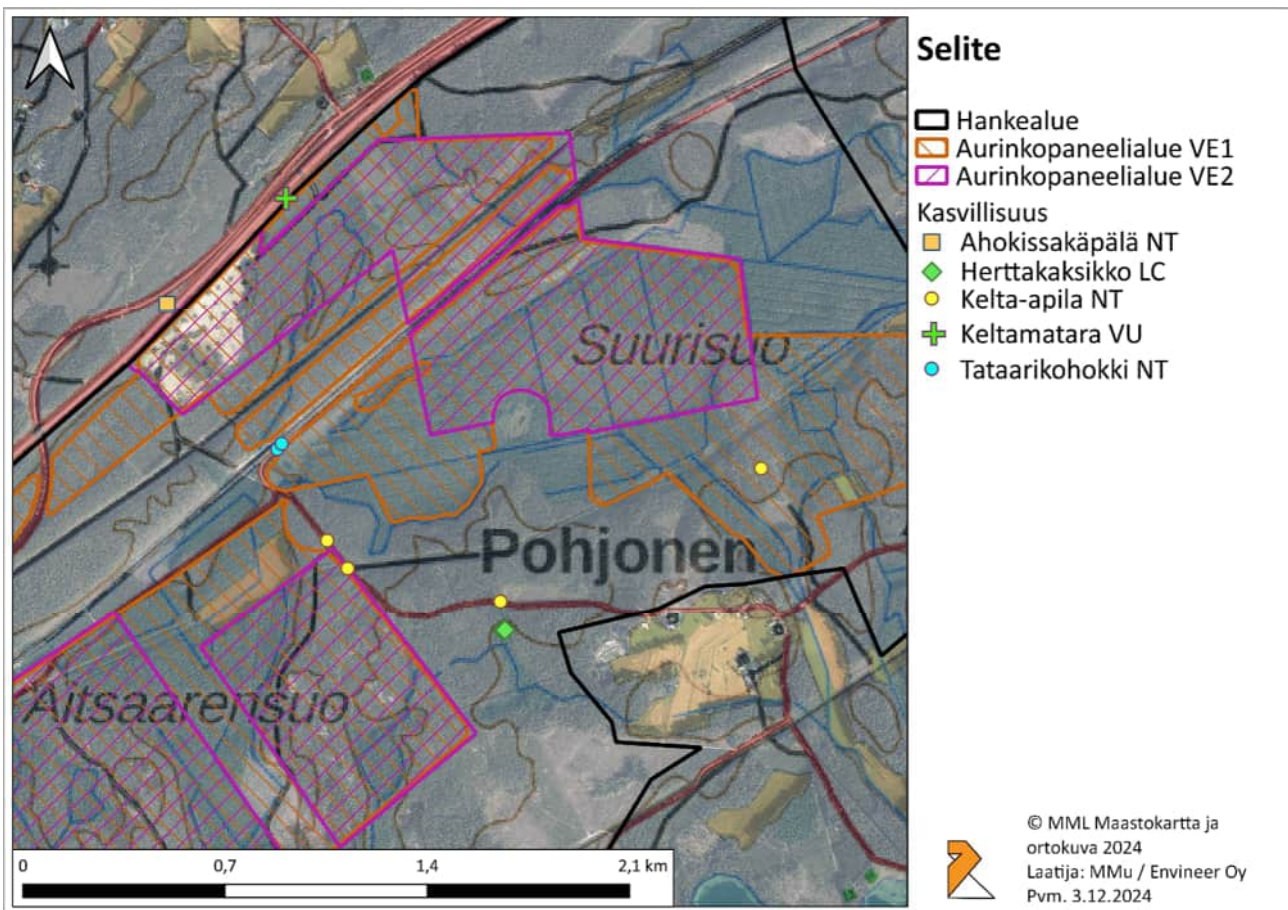 Selite
Hankealue
Aurinkopaneelialue VE1
Aurinkopaneelialue VE2
Kasvillisuus
Ahokissakäpälä NT
Herttakaksikko LC
Kelta-apila NT
Keltamatara VU
Tataarikohokki NT
Suurisuo
Pohjonen
Aitsaarensuo
0 0,7 1,4 2,1 km
© MML Maastokartta ja
ortokuva 2024
Laatija: MMu / Envineer Oy
Pvm. 3.12.2024